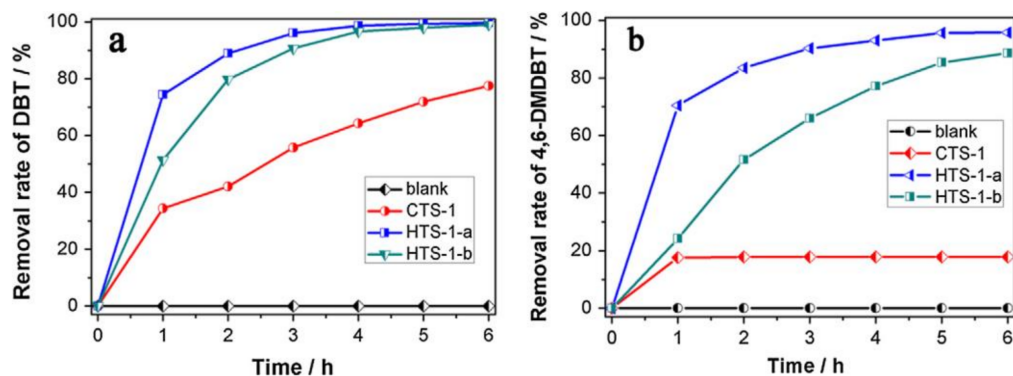 a
Removal rate of DBT / %
100
80
60
40
20
0
blank
CTS-1
HTS-1-a
HTS-1-b
0 1 2 3 4 5 6
Time / h
b
Removal rate of 4,6-DMDBT / %
100
80
60
40
20
0
blank
CTS-1
HTS-1-a
HTS-1-b
0 1 2 3 4 5 6
Time / h